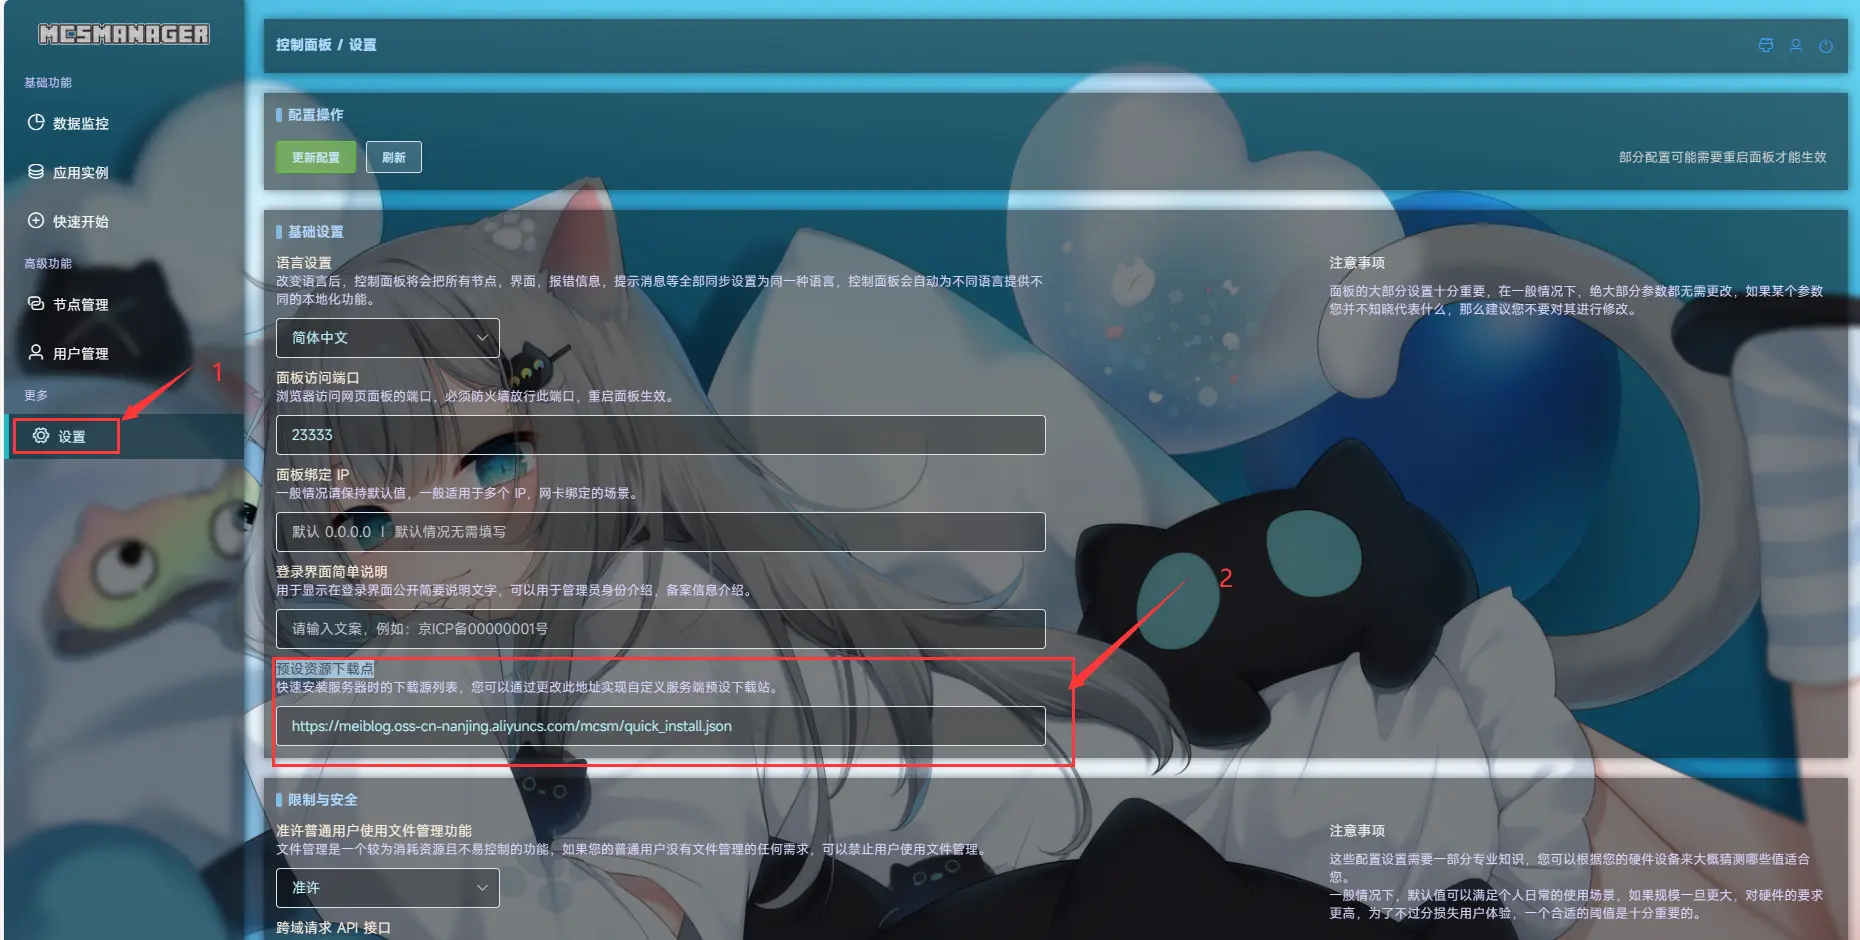 MCSMANAGER
基础功能
数据监控
应用实例
快速开始
高级功能
节点管理
用户管理
更多
设置
1
控制面板 / 设置
配置操作
更新配置
刷新
部分配置可能需要重启面板才能生效
基础设置
语言设置
改变语言后，控制面板将会把所有节点，界面，报错信息，提示消息等全部同步设置为同一种语言，控制面板会自动为不同语言提供不
同的本地化功能。
简体中文
面板访问端口
浏览器访问网页面板的端口，必须防火墙放行此端口，重启面板生效。
23333
面板绑定 IP
一般情况请保持默认值，一般适用于多个 IP，网卡绑定的场景。
默认 0.0.0.0 | 默认情况无需填写
登录界面简单说明
用于显示在登录界面公开简要说明文字，可以用于管理员身份介绍，备案信息介绍。
请输入文案，例如：京ICP备00000001号
预设资源下载点
快速安装服务器时的下载源列表，您可以通过更改此地址实现自定义服务端预设下载站。
https://meiblog.oss-cn-nanjing.aliyuncs.com/mcsm/quick_install.json
2
注意事项
面板的大部分设置十分重要，在一般情况下，绝大部分参数都无需更改，如果某个参数
您并不知晓代表什么，那么建议您不要对其进行修改。
限制与安全
准许普通用户使用文件管理功能
文件管理是一个较为消耗资源且不易控制的功能，如果您的普通用户没有文件管理的任何需求，可以禁止用户使用文件管理。
准许
跨域请求 API 接口
注意事项
这些配置设置需要一部分专业知识，您可以根据您的硬件设备来大概猜测哪些值适合
您。
一般情况下，默认值可以满足个人日常的使用场景，如果规模一旦更大，对硬件的要求
更高，为了不过分损失用户体验，一个合适的阈值是十分重要的。